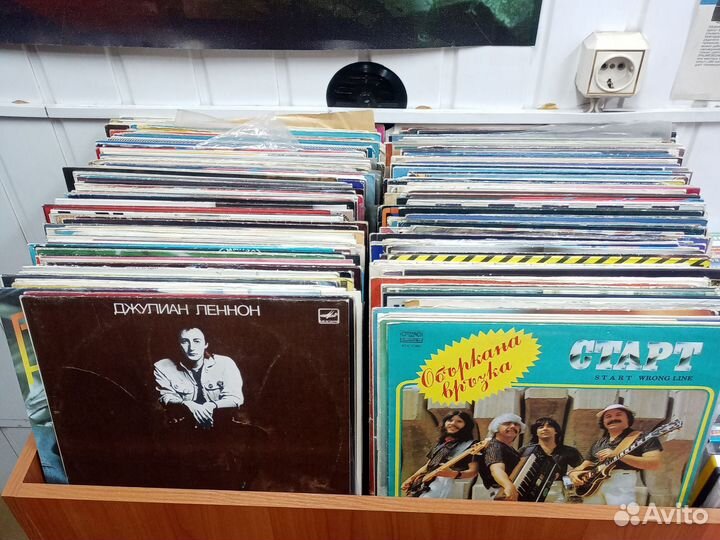 ДЖУЛИАН ЛЕННОН
Объркана
връзка
СТАРТ
START WRONG LINE
Avito